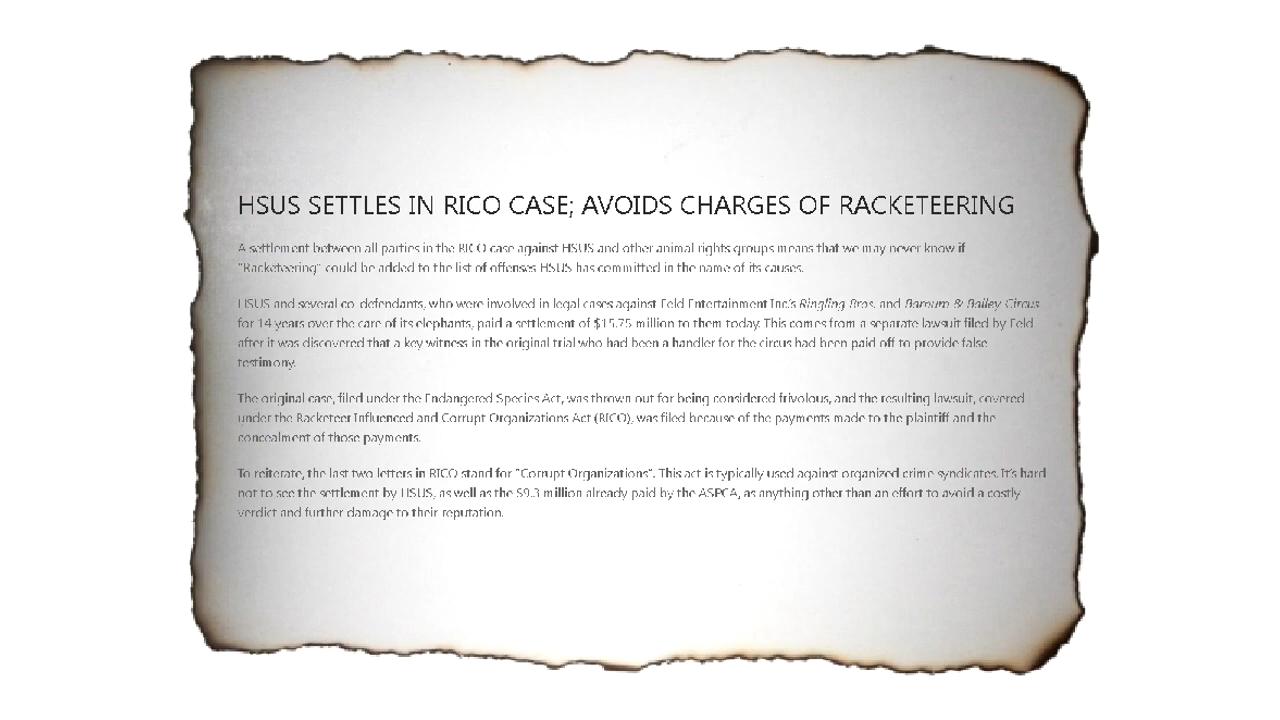 HSUS SETTLES IN RICO CASE; AVOIDS CHARGES OF RACKETEERING
A settlement between all parties in the RICO case against HSUS and other animal rights groups means that we may never know if
"Racketeering" could be added to the list of offenses HSUS has committed in the name of its causes.
HSUS and several co-defendants, who were involved in legal cases against Feld Entertainment Inc.'s Ringling Bros. and Barnum & Bailey Circus
for 14 years over the care of its elephants, paid a settlement of $15.75 million to them today. This comes from a separate lawsuit filed by Feld
after it was discovered that a key witness in the original trial who had been a handler for the circus had been paid off to provide false
testimony.
The original case, filed under the Endangered Species Act, was thrown out for being considered frivolous, and the resulting lawsuit, covered
under the Racketeer Influenced and Corrupt Organizations Act (RICO), was filed because of the payments made to the plaintiff and the
concealment of those payments.
To reiterate, the last two letters in RICO stand for "Corrupt Organizations". This act is typically used against organized crime syndicates. It's hard
not to see the settlement by HSUS, as well as the $9.3 million already paid by the ASPCA, as anything other than an effort to avoid a costly
verdict and further damage to their reputation.